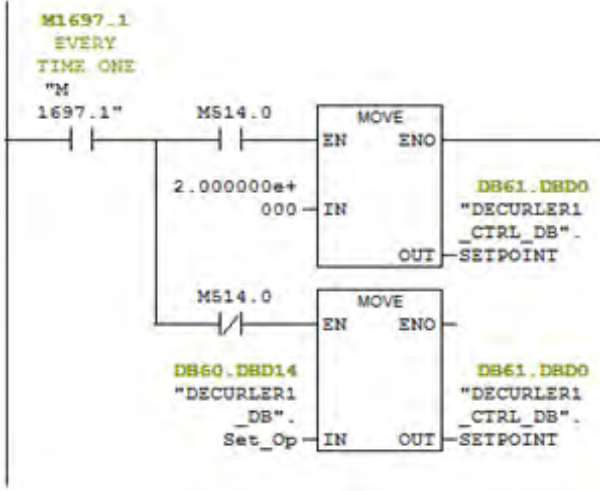 M1697.1
EVERY
TIME ONE
"M
1697.1"
M514.0
MOVE
EN ENO
2.000000e+
000
IN
DB61.DBD0
"DECURLER1
_CTRL_DB".
OUT
SETPOINT
M514.0
MOVE
EN ENO
DB60.DBD14
"DECURLER1
_DB".
Set_Op
IN
DB61.DBD0
"DECURLER1
_CTRL_DB".
OUT
SETPOINT